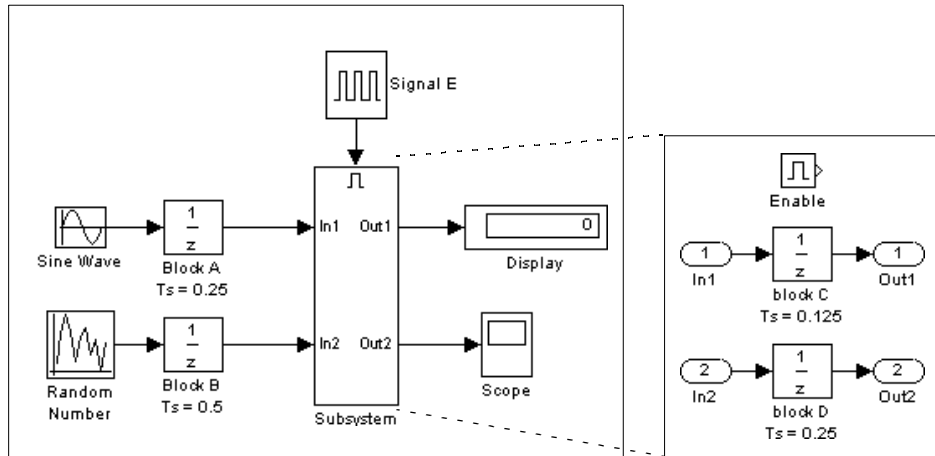 Signal E
In1 Out1
In2 Out2
Subsystem
Sine Wave
1
z
Block A
Ts = 0.25
Random
Number
1
z
Block B
Ts = 0.5
0
Display
Scope
Enable
1
In1
1
z
block C
Ts = 0.125
1
Out1
2
In2
1
z
block D
Ts = 0.25
2
Out2